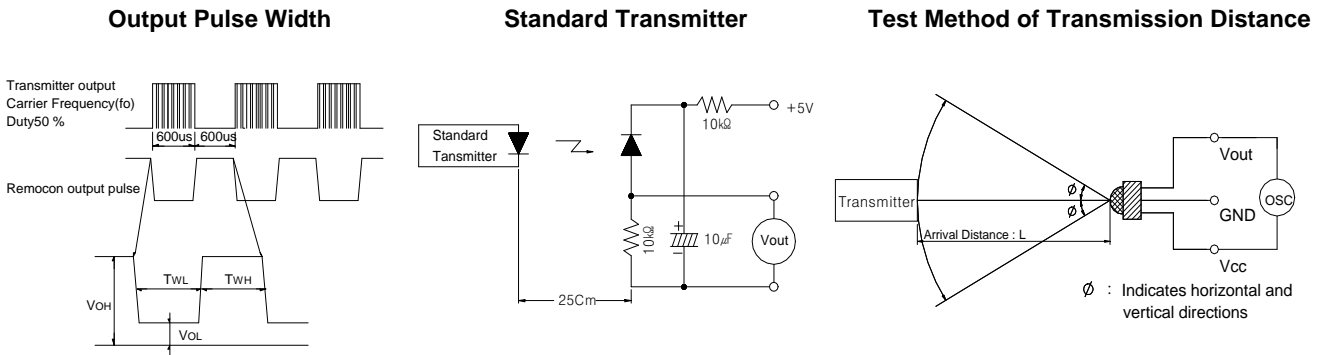 Output Pulse Width
Transmitter output
Carrier Frequency(fo)
Duty50 %
600us 600us
Remocon output pulse
TWL TWH
VOH
VOL
Standard Transmitter
+5V
10kΩ
Standard
Tansmitter
10kΩ
10μF
Vout
25Cm
Test Method of Transmission Distance
Vout
Transmitter
ϕ
ϕ
OSC
GND
Arrival Distance : L
Vcc
ϕ : Indicates horizontal and
vertical directions